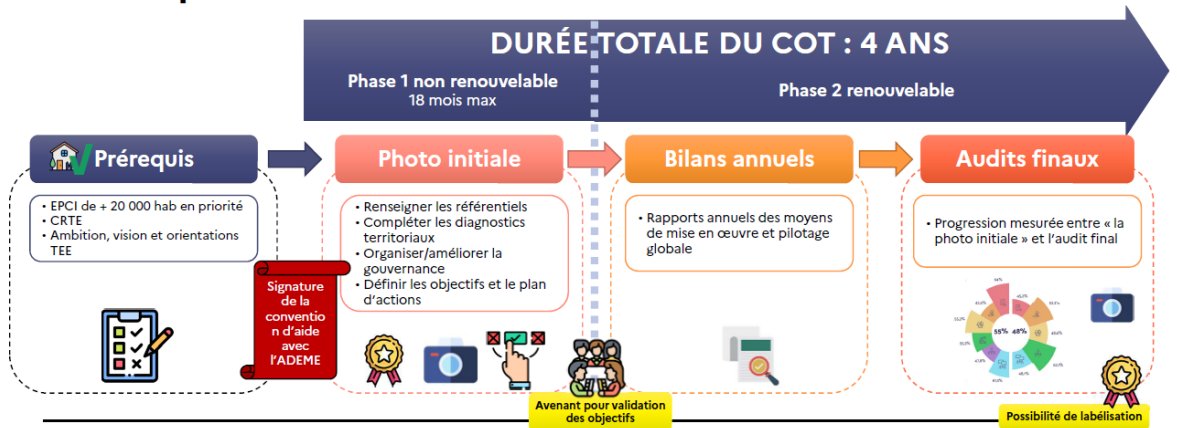 DURÉE TOTALE DU COT : 4 ANS
Phase 1 non renouvelable
18 mois max
Phase 2 renouvelable
Prérequis
Photo initiale
Bilans annuels
Audits finaux
• EPCI de + 20 000 hab en priorité
• CRTE
• Ambition, vision et orientations
TEE
Signature
de la
conventio
n d'aide
avec
l'ADEME
• Renseigner les référentiels
• Compléter les diagnostics
territoriaux
• Organiser/améliorer la
gouvernance
• Définir les objectifs et le plan
d'actions
• Rapports annuels des moyens
de mise en œuvre et pilotage
globale
• Progression mesurée entre « la
photo initiale » et l'audit final
55% 48%
Avenant pour validation
des objectifs
Possibilité de labélisation